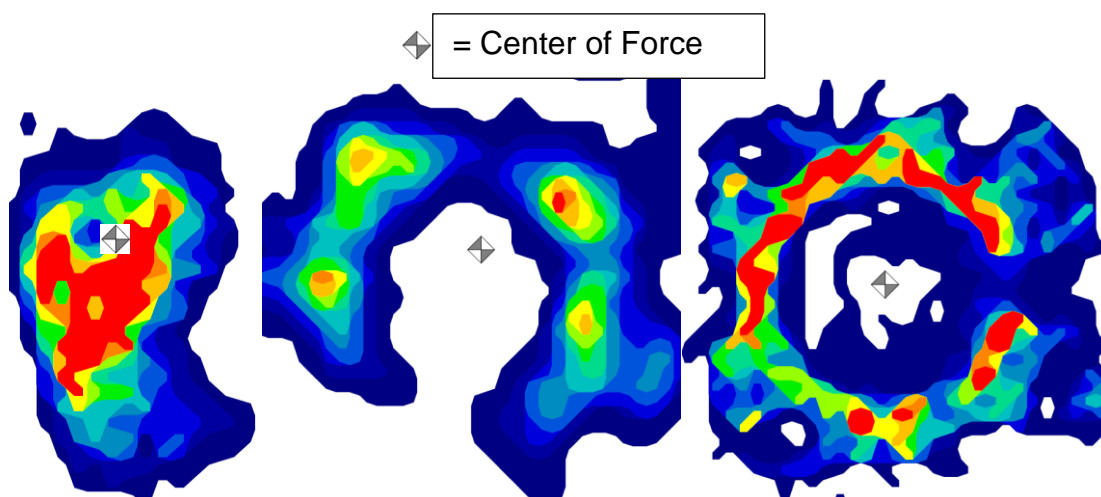 = Center of Force